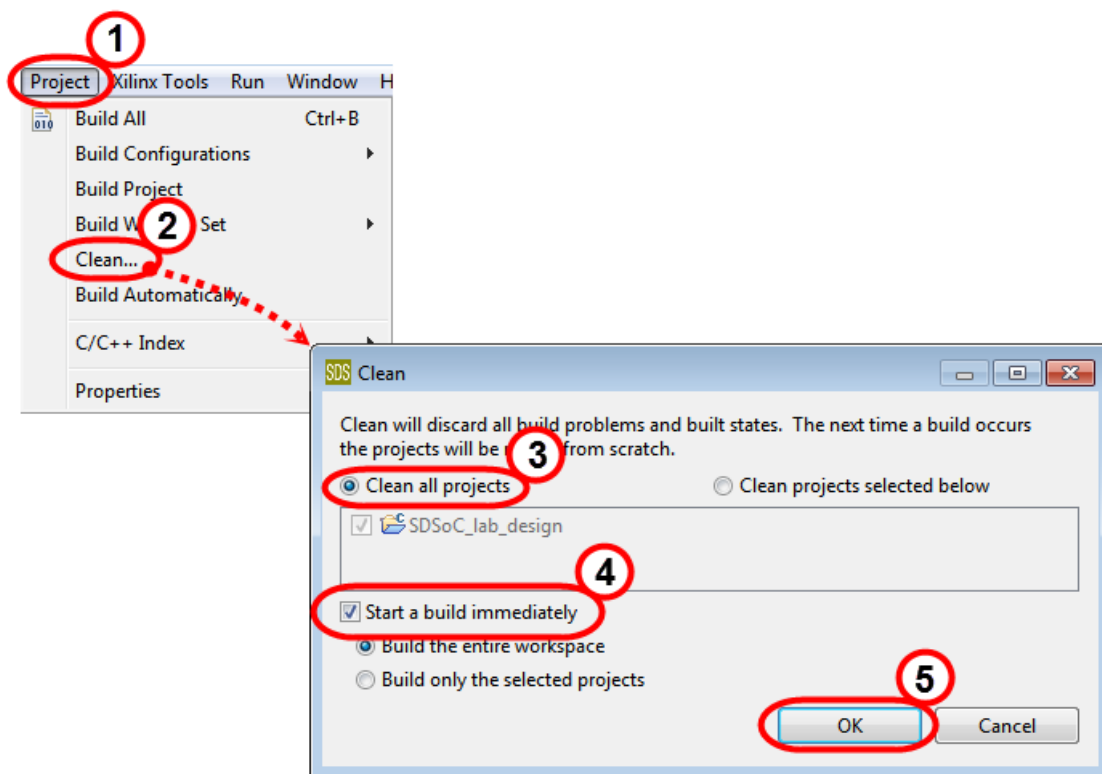 1
Project Xilinx Tools Run Window H
010 Build All Ctrl+B
Build Configurations
Build Project
Build W 2 Set
Clean...
Build Automatically
C/C++ Index
Properties
SDS Clean
Clean will discard all build problems and built states. The next time a build occurs
the projects will be 3 from scratch.
Clean all projects Clean projects selected below
C SDSoC_lab_design
4
Start a build immediately
Build the entire workspace
Build only the selected projects
5
OK Cancel